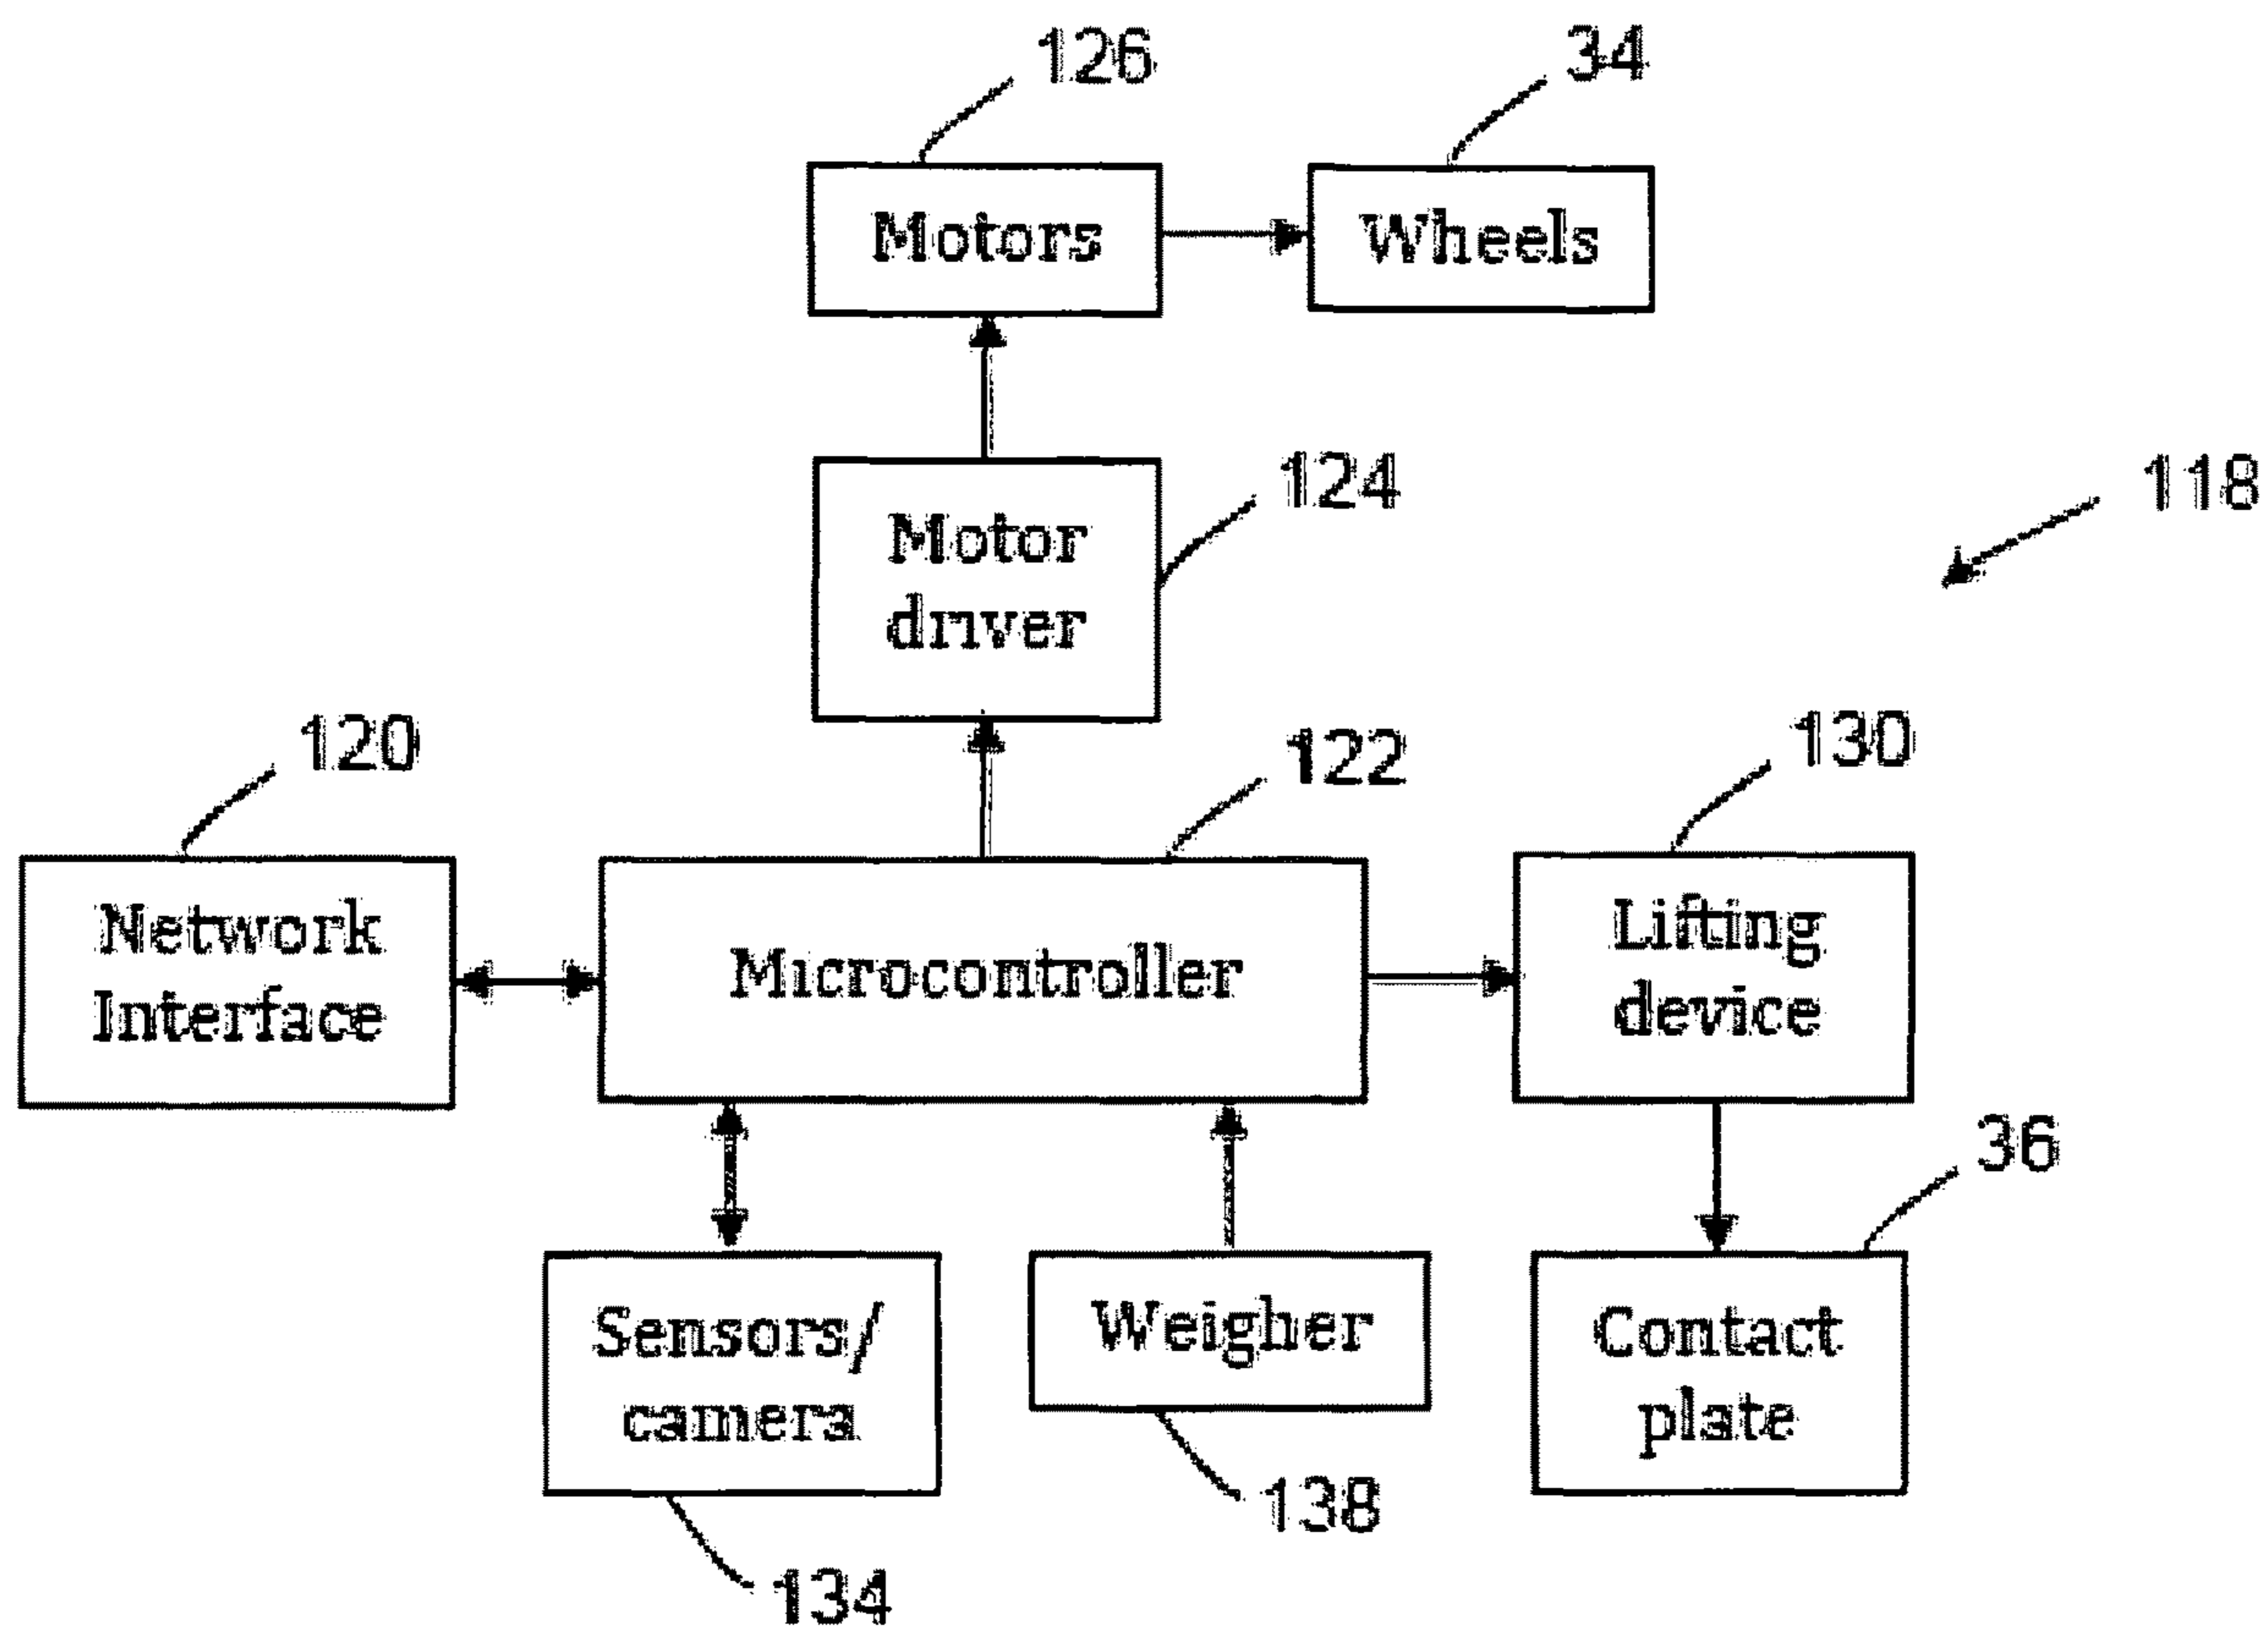 126
34
Motors
Wheels
124
118
Motor
driver
120
122
130
Network
Interface
Microcontroller
Lifting
device
36
Sensors/
camera
Weigher
Contact
plate
138
134